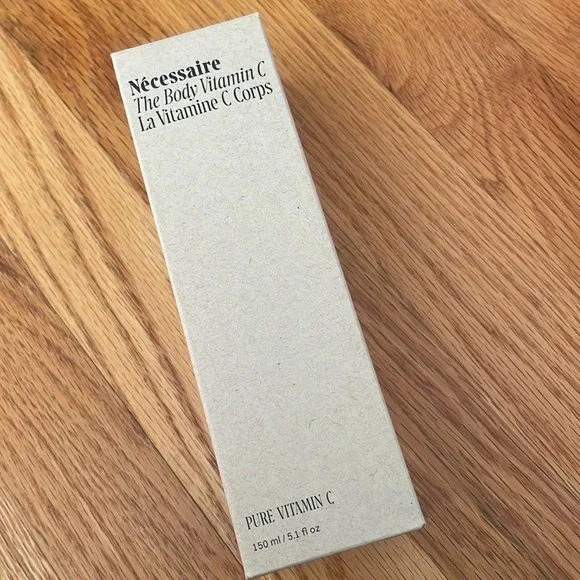 Nécessaire
The Body Vitamin C
La Vitamine C Corps
PURE VITAMIN C
150 ml / 5.1 fl oz